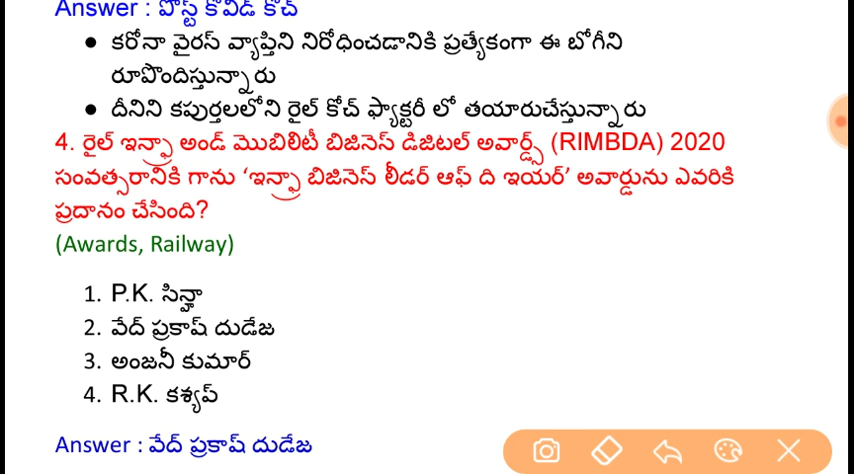 Answer : పోస్ట్ కోవిడ్ కోచ్
• కరోనా వైరస్ వ్యాప్తిని నిరోధించడానికి ప్రత్యేకంగా ఈ బోగీని
రూపొందిస్తున్నారు
• దీనిని కపుర్తలలోని రైల్ కోచ్ ఫ్యాక్టరీ లో తయారుచేస్తున్నారు
4. రైల్ ఇన్ఫ్రా అండ్ మొబిలిటీ బిజినెస్ డిజిటల్ అవార్డ్స్ (RIMBDA) 2020
సంవత్సరానికి గాను ‘ఇన్ఫ్రా బిజినెస్ లీడర్ ఆఫ్ ది ఇయర్’ అవార్డును ఎవరికి
ప్రదానం చేసింది?
(Awards, Railway)
1. P.K. సిన్హా
2. వేద్ ప్రకాష్ దుడేజ
3. అంజనీ కుమార్
4. R.K. కశ్యప్
Answer : వేద్ ప్రకాష్ దుడేజ